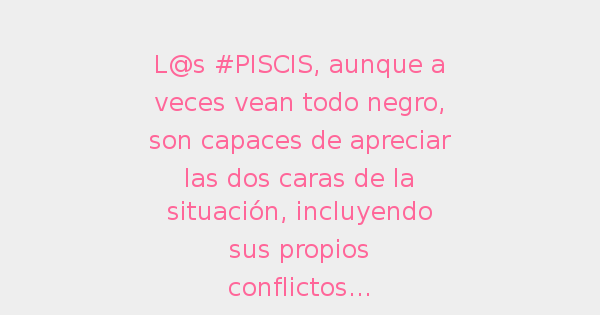 L@s #PISCIS, aunque a
veces vean todo negro,
son capaces de apreciar
las dos caras de la
situación, incluyendo
sus propios
conflictos...